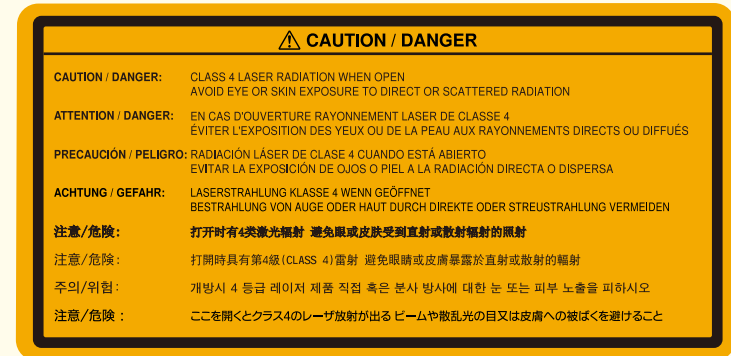 ⚠ CAUTION / DANGER
CAUTION / DANGER: CLASS 4 LASER RADIATION WHEN OPEN
AVOID EYE OR SKIN EXPOSURE TO DIRECT OR SCATTERED RADIATION
ATTENTION / DANGER: EN CAS D'OUVERTURE RAYONNEMENT LASER DE CLASSE 4
ÉVITER L'EXPOSITION DES YEUX OU DE LA PEAU AUX RAYONNEMENTS DIRECTS OU DIFFUÉS
PRECAUCIÓN / PELIGRO: RADIACIÓN LÁSER DE CLASE 4 CUANDO ESTÁ ABIERTO
EVITAR LA EXPOSICIÓN DE OJOS O PIEL A LA RADIACIÓN DIRECTA O DISPERSA
ACHTUNG / GEFAHR: LASERSTRAHLUNG KLASSE 4 WENN GEÖFFNET
BESTRAHLUNG VON AUGE ODER HAUT DURCH DIREKTE ODER STREUSTRAHLUNG VERMEIDEN
注意/危险: 打开时有4类激光辐射 避免眼或皮肤受到直射或散射辐射的照射
注意/危險: 打開時具有第4級(CLASS 4)雷射 避免眼睛或皮膚暴露於直射或散射的輻射
주의/위험: 개방시 4 등급 레이저 제품 직접 혹은 분사 방사에 대한 눈 또는 피부 노출을 피하시오
注意/危険 : ここを開くとクラス4のレーザ放射が出る ビームや散乱光の目又は皮膚への被ばくを避けること